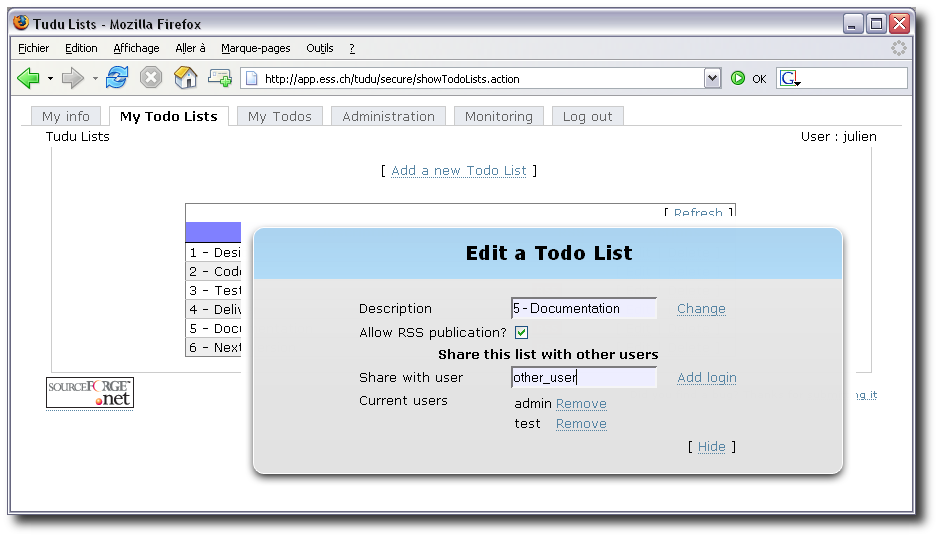 Tudu Lists - Mozilla Firefox
Fichier Edition Affichage Aller à Marque-pages Outils ?
http://app.ess.ch/tudu/secure/showTodoLists.action OK G
My info My Todo Lists My Todos Administration Monitoring Log out
Tudu Lists User : julien
[ Add a new Todo List ]
[ Refresh ]
Edit a Todo List
1 - Desi
2 - Code
3 - Test
4 - Deliv
5 - Docu
6 - Next
Description 5 - Documentation Change
Allow RSS publication?
Share this list with other users
Share with user other_user Add login
Current users admin Remove
test Remove
[ Hide ]
SOURCEFORGE
.net